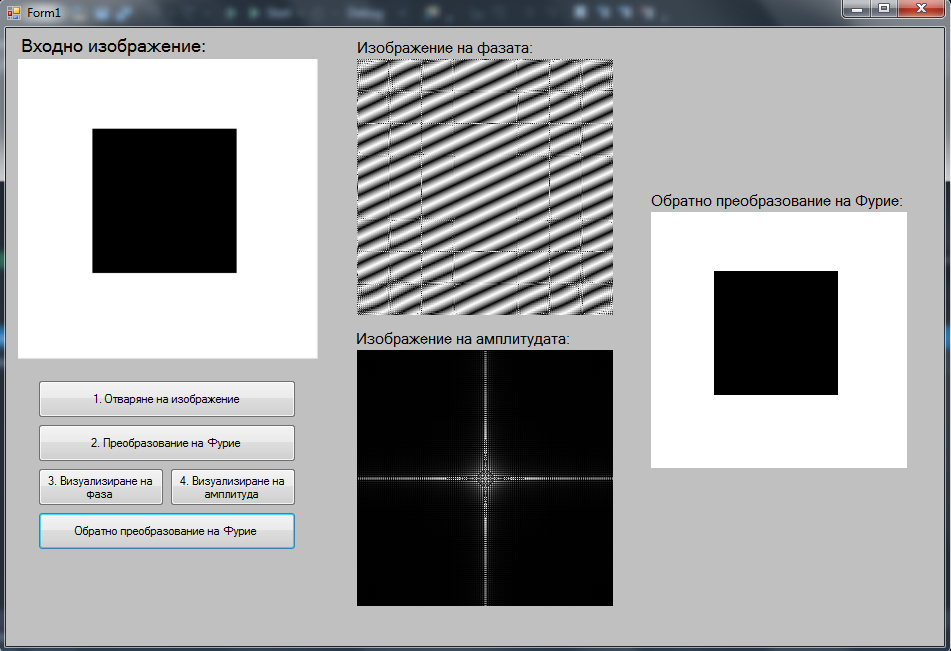 Form1
Входно изображение:
Изображение на фазата:
Обратно преобразование на Фурие:
Изображение на амплитудата:
1. Отваряне на изображение
2. Преобразование на Фурие
3. Визуализиране на
фаза
4. Визуализиране на
амплитуда
Обратно преобразование на Фурие